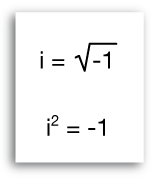 i = √-1
i² = -1